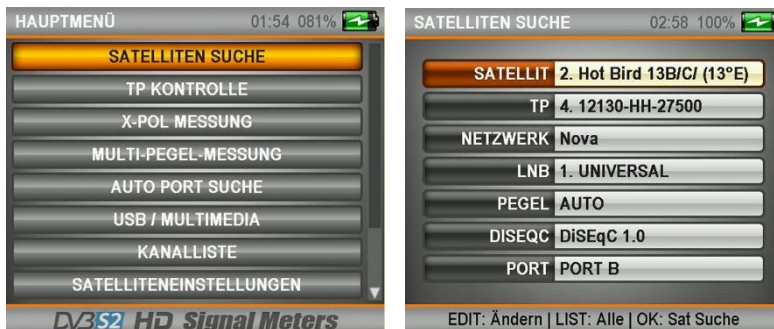 HAUPTMENÜ 01:54 081%
SATELLITEN SUCHE
TP KONTROLLE
X-POL MESSUNG
MULTI-PEGEL-MESSUNG
AUTO PORT SUCHE
USB / MULTIMEDIA
KANALLISTE
SATELLITENEINSTELLUNGEN
DVBS2 HD Signal Meters
SATELLITEN SUCHE 02:58 100%
SATELLIT 2. Hot Bird 13B/C/ (13°E)
TP 4. 12130-HH-27500
NETZWERK Nova
LNB 1. UNIVERSAL
PEGEL AUTO
DISEQC DiSEqC 1.0
PORT PORT B
EDIT: Ändern | LIST: Alle | OK: Sat Suche